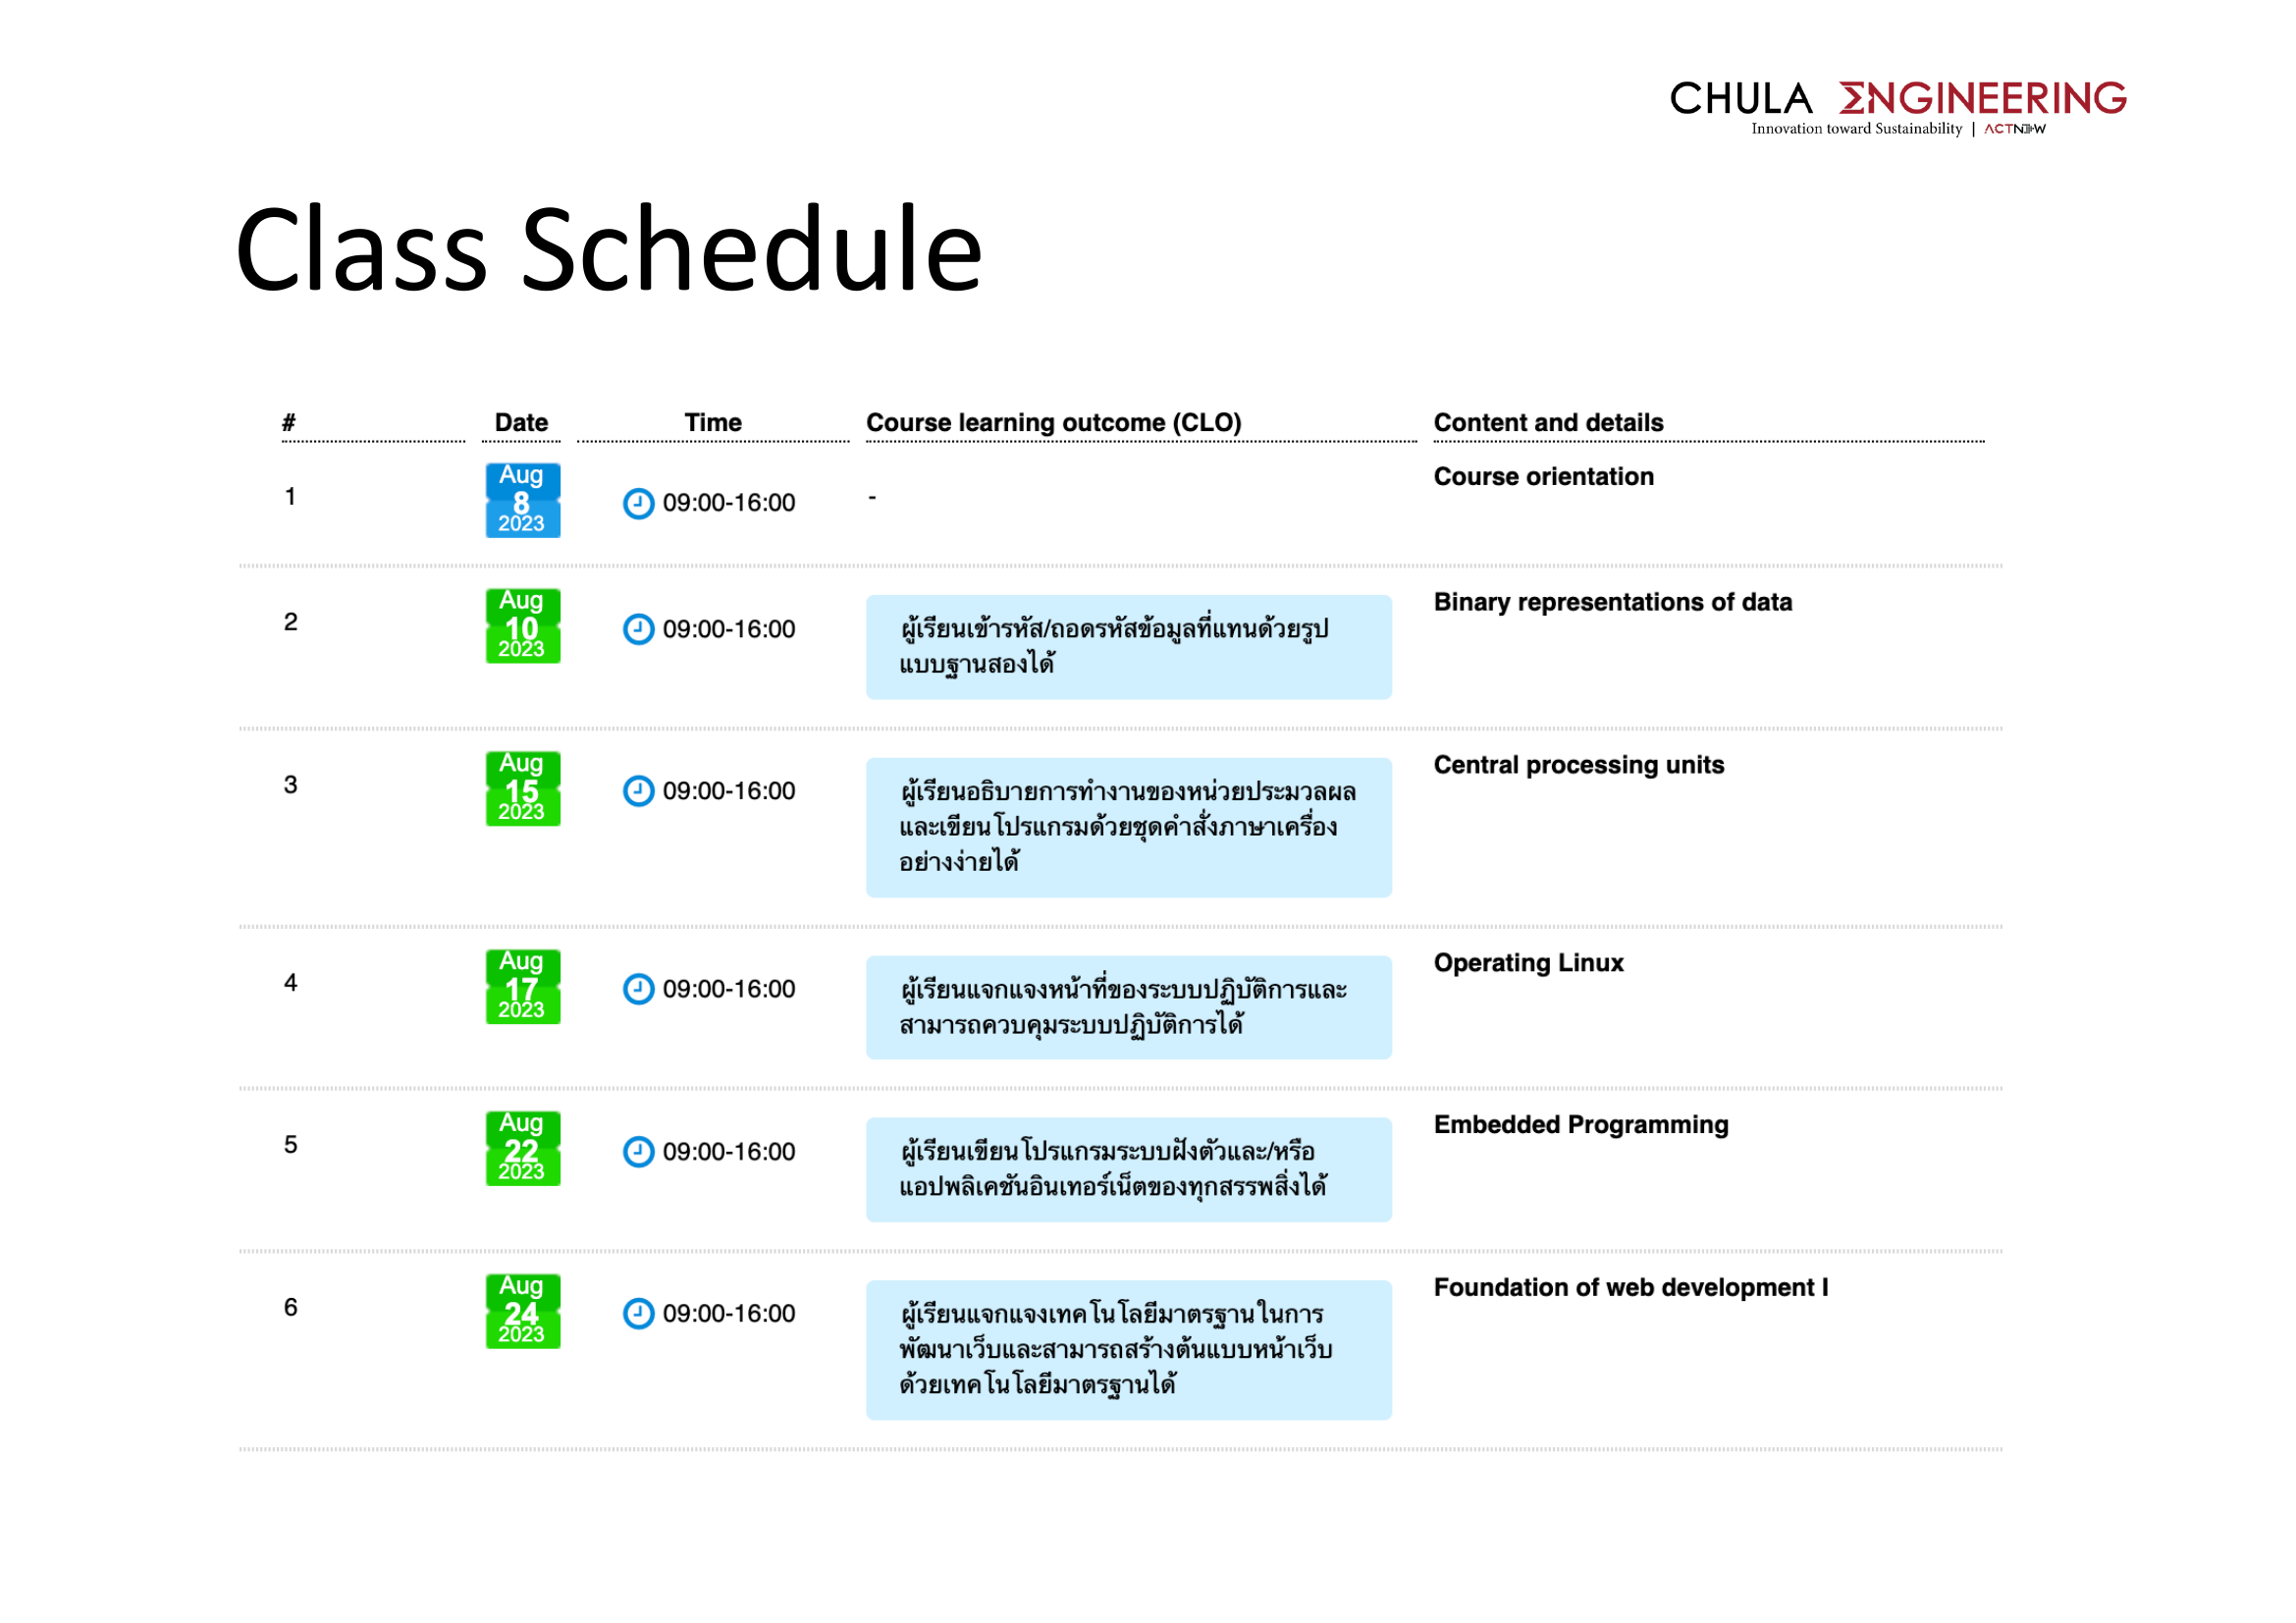 CHULA ΣNGINEERING
Innovation toward Sustainability | ACTNOW
Class Schedule
# Date Time Course learning outcome (CLO) Content and details
1 Aug 8 2023 09:00-16:00 - Course orientation
2 Aug 10 2023 09:00-16:00 Binary representations of data
ผู้เรียนเข้ารหัส/ถอดรหัสข้อมูลที่แทนด้วยรูป
แบบฐานสองได้
3 Aug 15 2023 09:00-16:00 Central processing units
ผู้เรียนอธิบายการทำงานของหน่วยประมวลผล
และเขียนโปรแกรมด้วยชุดคำสั่งภาษาเครื่อง
อย่างง่ายได้
4 Aug 17 2023 09:00-16:00 Operating Linux
ผู้เรียนแจกแจงหน้าที่ของระบบปฏิบัติการและ
สามารถควบคุมระบบปฏิบัติการได้
5 Aug 22 2023 09:00-16:00 Embedded Programming
ผู้เรียนเขียนโปรแกรมระบบฝังตัวและ/หรือ
แอปพลิเคชันอินเทอร์เน็ตของทุกสรรพสิ่งได้
6 Aug 24 2023 09:00-16:00 Foundation of web development I
ผู้เรียนแจกแจงเทคโนโลยีมาตรฐานในการ
พัฒนาเว็บและสามารถสร้างต้นแบบหน้าเว็บ
ด้วยเทคโนโลยีมาตรฐานได้